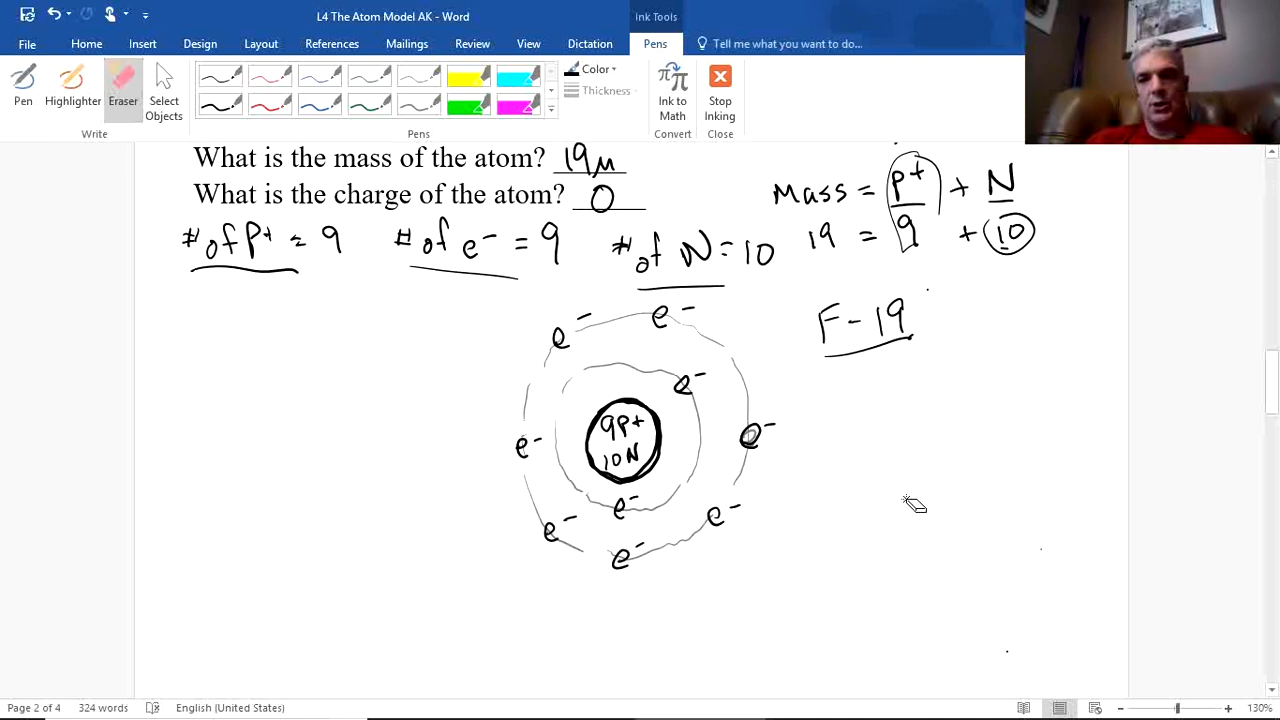 L4 The Atom Model AK - Word
Ink Tools
File Home Insert Design Layout References Mailings Review View Dictation Pens Tell me what you want to do...
Pen Highlighter Eraser Select Objects
Color
Thickness
Ink to Math
Stop Inking
Write Pens Convert Close
What is the mass of the atom? 19μ
What is the charge of the atom? 0
Mass = P+ + N
19 = 9 + 10
# of P+ = 9 # of e- = 9 # of N = 10
F-19
e- e-
e-
9P+
10N
e- e-
e-
e- e-
e-
Page 2 of 4 324 words English (United States) 130%